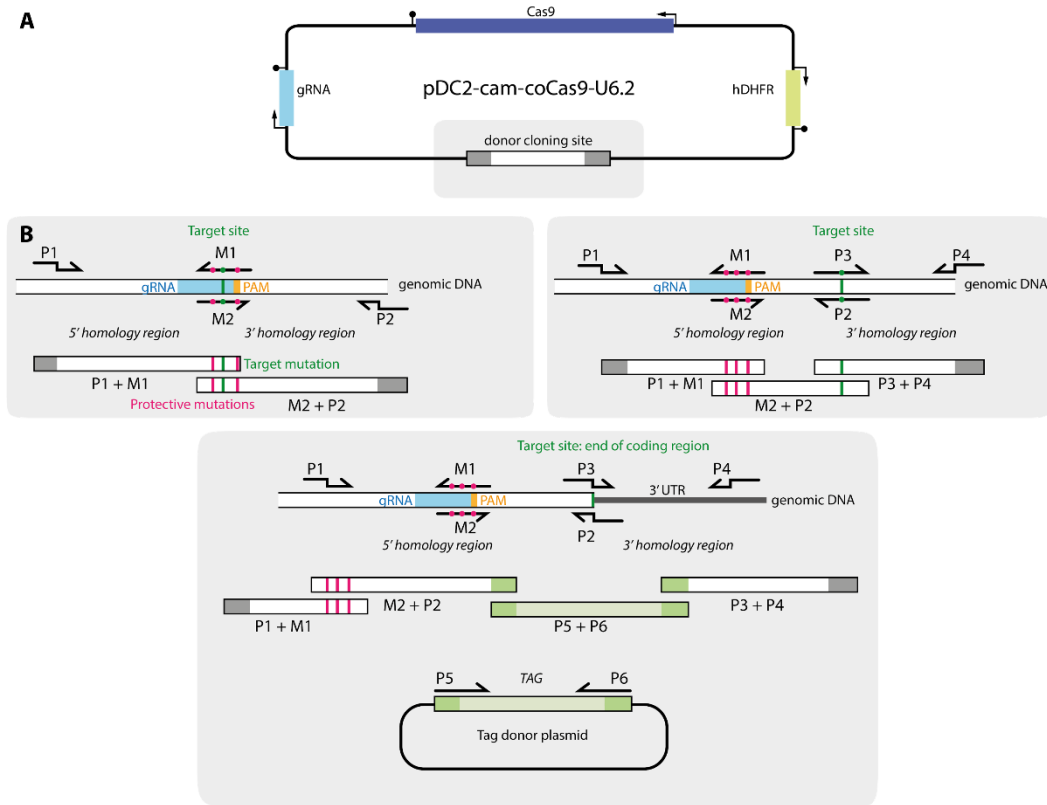 A
Cas9
gRNA
pDC2-cam-coCas9-U6.2
hDHFR
donor cloning site
B
Target site
P1
M1
gRNA
PAM
genomic DNA
M2
P2
5’ homology region
3’ homology region
Target mutation
P1 + M1
Protective mutations
M2 + P2
Target site
P1
M1
P3
P4
gRNA
PAM
genomic DNA
M2
P2
5’ homology region
3’ homology region
P1 + M1
P3 + P4
M2 + P2
Target site: end of coding region
P1
M1
P3
P4
gRNA
PAM
3’ UTR
genomic DNA
M2
P2
5’ homology region
3’ homology region
M2 + P2
P3 + P4
P1 + M1
P5 + P6
P5
TAG
P6
Tag donor plasmid